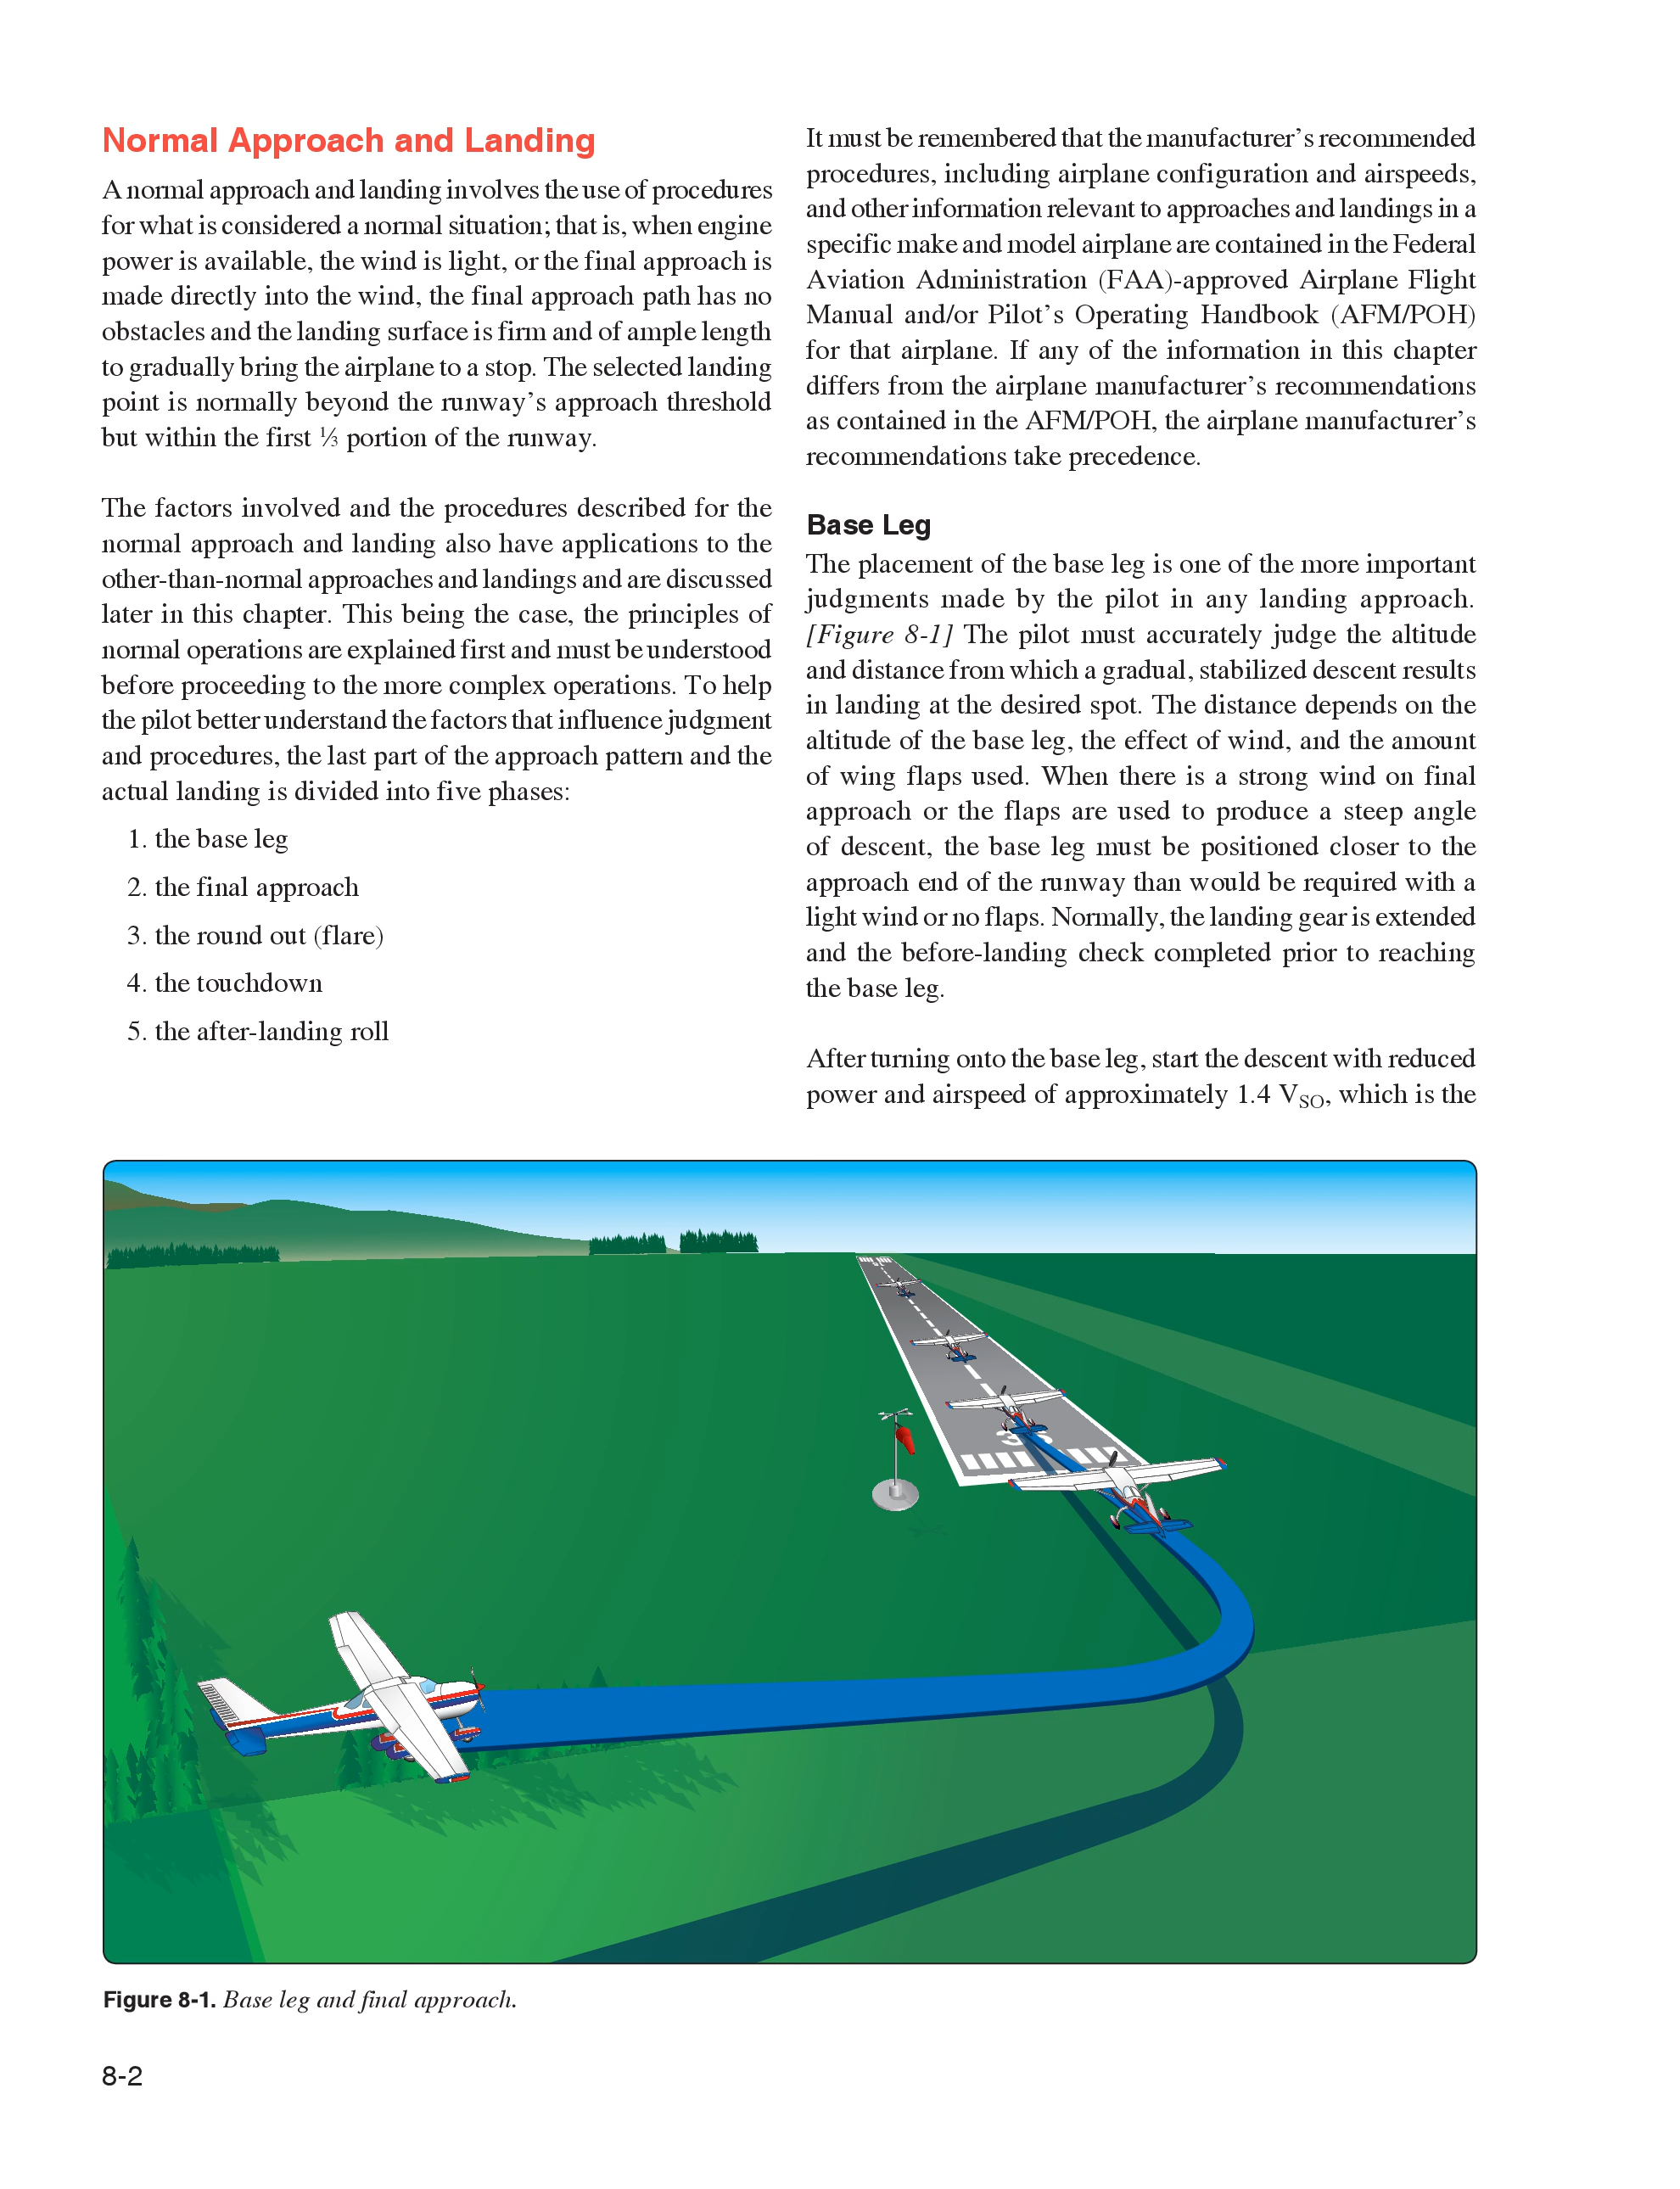 Normal Approach and Landing
A normal approach and landing involves the use of procedures
for what is considered a normal situation; that is, when engine
power is available, the wind is light, or the final approach is
made directly into the wind, the final approach path has no
obstacles and the landing surface is firm and of ample length
to gradually bring the airplane to a stop. The selected landing
point is normally beyond the runway’s approach threshold
but within the first ⅓ portion of the runway.
The factors involved and the procedures described for the
normal approach and landing also have applications to the
other-than-normal approaches and landings and are discussed
later in this chapter. This being the case, the principles of
normal operations are explained first and must be understood
before proceeding to the more complex operations. To help
the pilot better understand the factors that influence judgment
and procedures, the last part of the approach pattern and the
actual landing is divided into five phases:
1. the base leg
2. the final approach
3. the round out (flare)
4. the touchdown
5. the after-landing roll
It must be remembered that the manufacturer’s recommended
procedures, including airplane configuration and airspeeds,
and other information relevant to approaches and landings in a
specific make and model airplane are contained in the Federal
Aviation Administration (FAA)-approved Airplane Flight
Manual and/or Pilot’s Operating Handbook (AFM/POH)
for that airplane. If any of the information in this chapter
differs from the airplane manufacturer’s recommendations
as contained in the AFM/POH, the airplane manufacturer’s
recommendations take precedence.
Base Leg
The placement of the base leg is one of the more important
judgments made by the pilot in any landing approach.
[Figure 8-1] The pilot must accurately judge the altitude
and distance from which a gradual, stabilized descent results
in landing at the desired spot. The distance depends on the
altitude of the base leg, the effect of wind, and the amount
of wing flaps used. When there is a strong wind on final
approach or the flaps are used to produce a steep angle
of descent, the base leg must be positioned closer to the
approach end of the runway than would be required with a
light wind or no flaps. Normally, the landing gear is extended
and the before-landing check completed prior to reaching
the base leg.
After turning onto the base leg, start the descent with reduced
power and airspeed of approximately 1.4 VSO, which is the
Figure 8-1. Base leg and final approach.
8-2